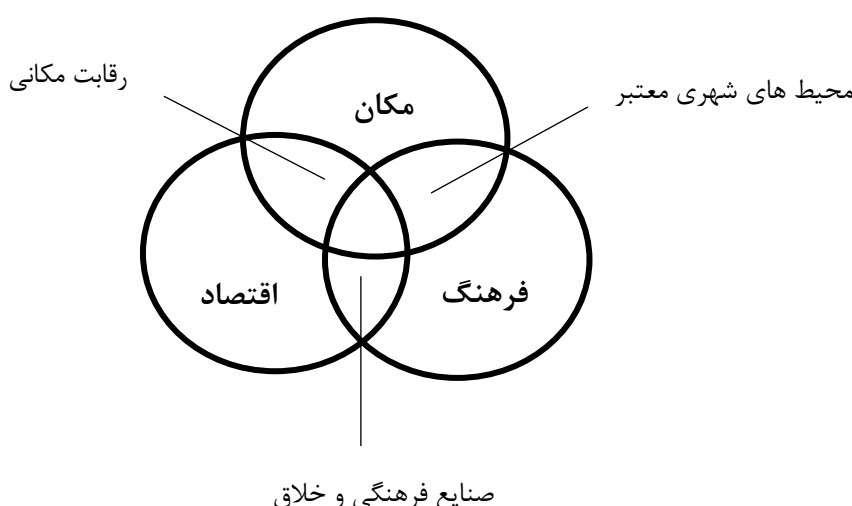 رقابت مکانی
محیط های شهری معتبر
مکان
اقتصاد
فرهنگ
صنایع فرهنگی و خلاق